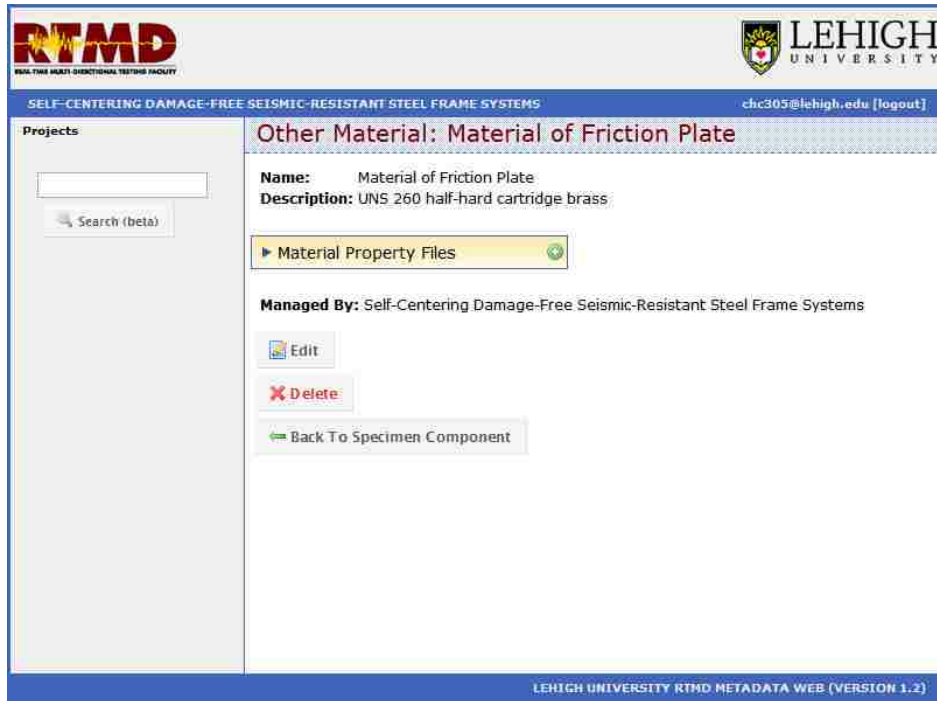 RTMD
REAL-TIME MULTI-DIRECTIONAL TESTING FACILITY
LEHIGH
UNIVERSITY
SELF-CENTERING DAMAGE-FREE SEISMIC-RESISTANT STEEL FRAME SYSTEMS
chc305@lehigh.edu [logout]
Projects
Search (beta)
Other Material: Material of Friction Plate
Name: Material of Friction Plate
Description: UNS 260 half-hard cartridge brass
Material Property Files
Managed By: Self-Centering Damage-Free Seismic-Resistant Steel Frame Systems
Edit
Delete
Back To Specimen Component
LEHIGH UNIVERSITY RTMD METADATA WEB (VERSION 1.2)